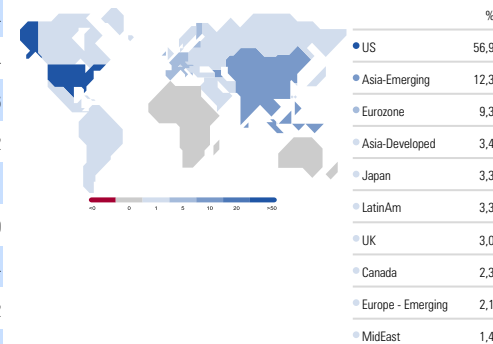 %
US 56,9
Asia-Emerging 12,3
Eurozone 9,3
Asia-Developed 3,4
Japan 3,3
LatinAm 3,3
UK 3,0
Canada 2,3
Europe - Emerging 2,1
MidEast 1,4
<0 0 1 5 10 20 >50